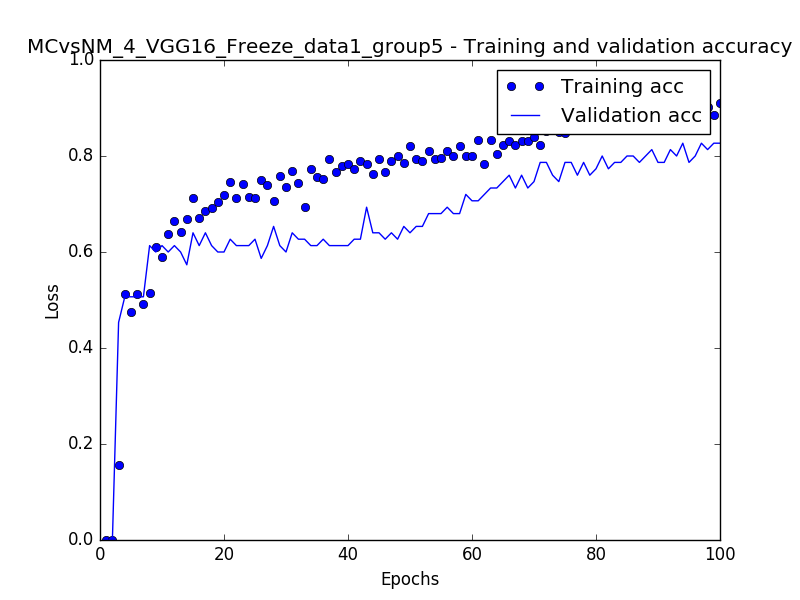 MCvsNM_4_VGG16_Freeze_data1_group5 - Training and validation accuracy
Training acc
Validation acc
1.0
0.8
0.6
0.4
0.2
0.0
Loss
0
20
40
60
80
100
Epochs